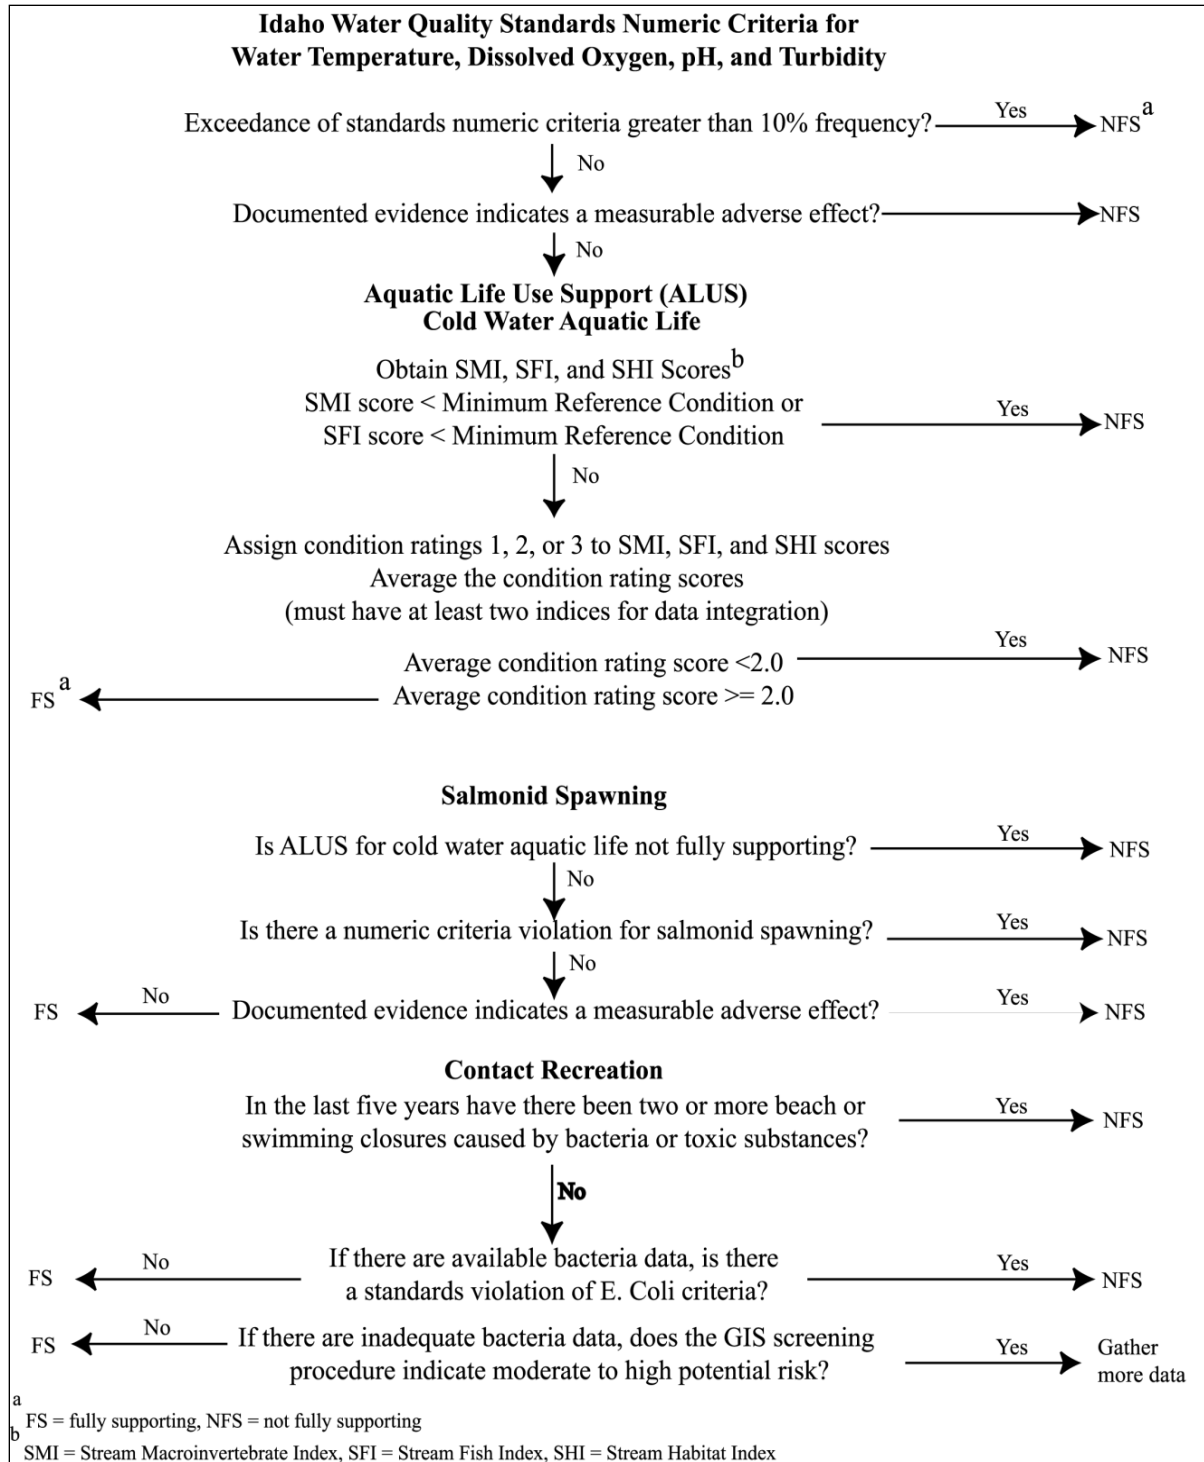 Idaho Water Quality Standards Numeric Criteria for
Water Temperature, Dissolved Oxygen, pH, and Turbidity
Exceedance of standards numeric criteria greater than 10% frequency? Yes NFS a
No
Documented evidence indicates a measurable adverse effect? NFS
No
Aquatic Life Use Support (ALUS)
Cold Water Aquatic Life
Obtain SMI, SFI, and SHI Scores b
SMI score < Minimum Reference Condition or
SFI score < Minimum Reference Condition
Yes
NFS
No
Assign condition ratings 1, 2, or 3 to SMI, SFI, and SHI scores
Average the condition rating scores
(must have at least two indices for data integration)
Average condition rating score <2.0 Yes NFS
FS a Average condition rating score >= 2.0
Salmonid Spawning
Is ALUS for cold water aquatic life not fully supporting? Yes NFS
No
Is there a numeric criteria violation for salmonid spawning? Yes NFS
No
FS No Documented evidence indicates a measurable adverse effect? Yes NFS
Contact Recreation
In the last five years have there been two or more beach or
swimming closures caused by bacteria or toxic substances?
Yes
NFS
No
FS
No
If there are available bacteria data, is there
a standards violation of E. Coli criteria?
Yes
NFS
FS
No
If there are inadequate bacteria data, does the GIS screening
procedure indicate moderate to high potential risk?
Yes
Gather
more data
a
FS = fully supporting, NFS = not fully supporting
b
SMI = Stream Macroinvertebrate Index, SFI = Stream Fish Index, SHI = Stream Habitat Index